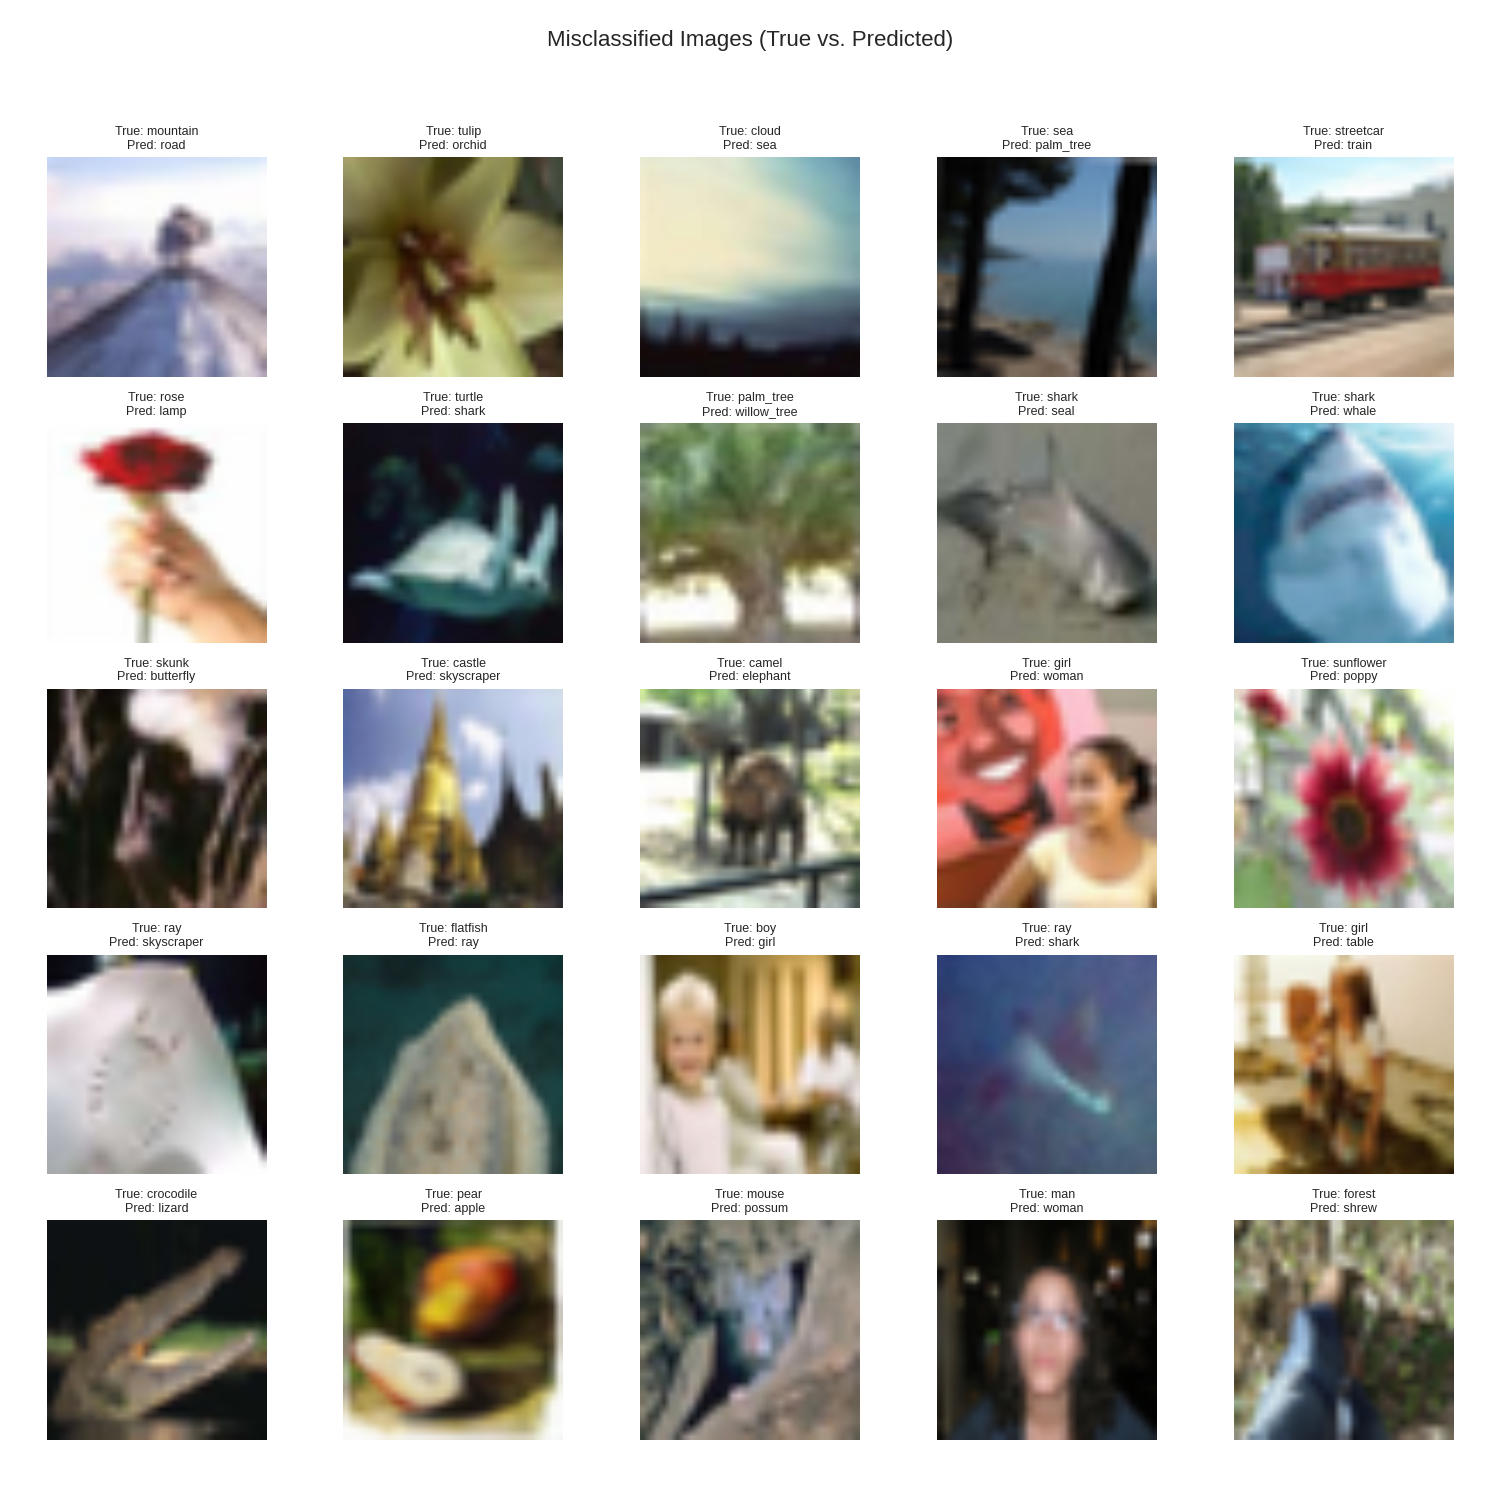 Misclassified Images (True vs. Predicted)
True: mountain
Pred: road
True: tulip
Pred: orchid
True: cloud
Pred: sea
True: sea
Pred: palm_tree
True: streetcar
Pred: train
True: rose
Pred: lamp
True: turtle
Pred: shark
True: palm_tree
Pred: willow_tree
True: shark
Pred: seal
True: shark
Pred: whale
True: skunk
Pred: butterfly
True: castle
Pred: skyscraper
True: camel
Pred: elephant
True: girl
Pred: woman
True: sunflower
Pred: poppy
True: ray
Pred: skyscraper
True: flatfish
Pred: ray
True: boy
Pred: girl
True: ray
Pred: shark
True: girl
Pred: table
True: crocodile
Pred: lizard
True: pear
Pred: apple
True: mouse
Pred: possum
True: man
Pred: woman
True: forest
Pred: shrew